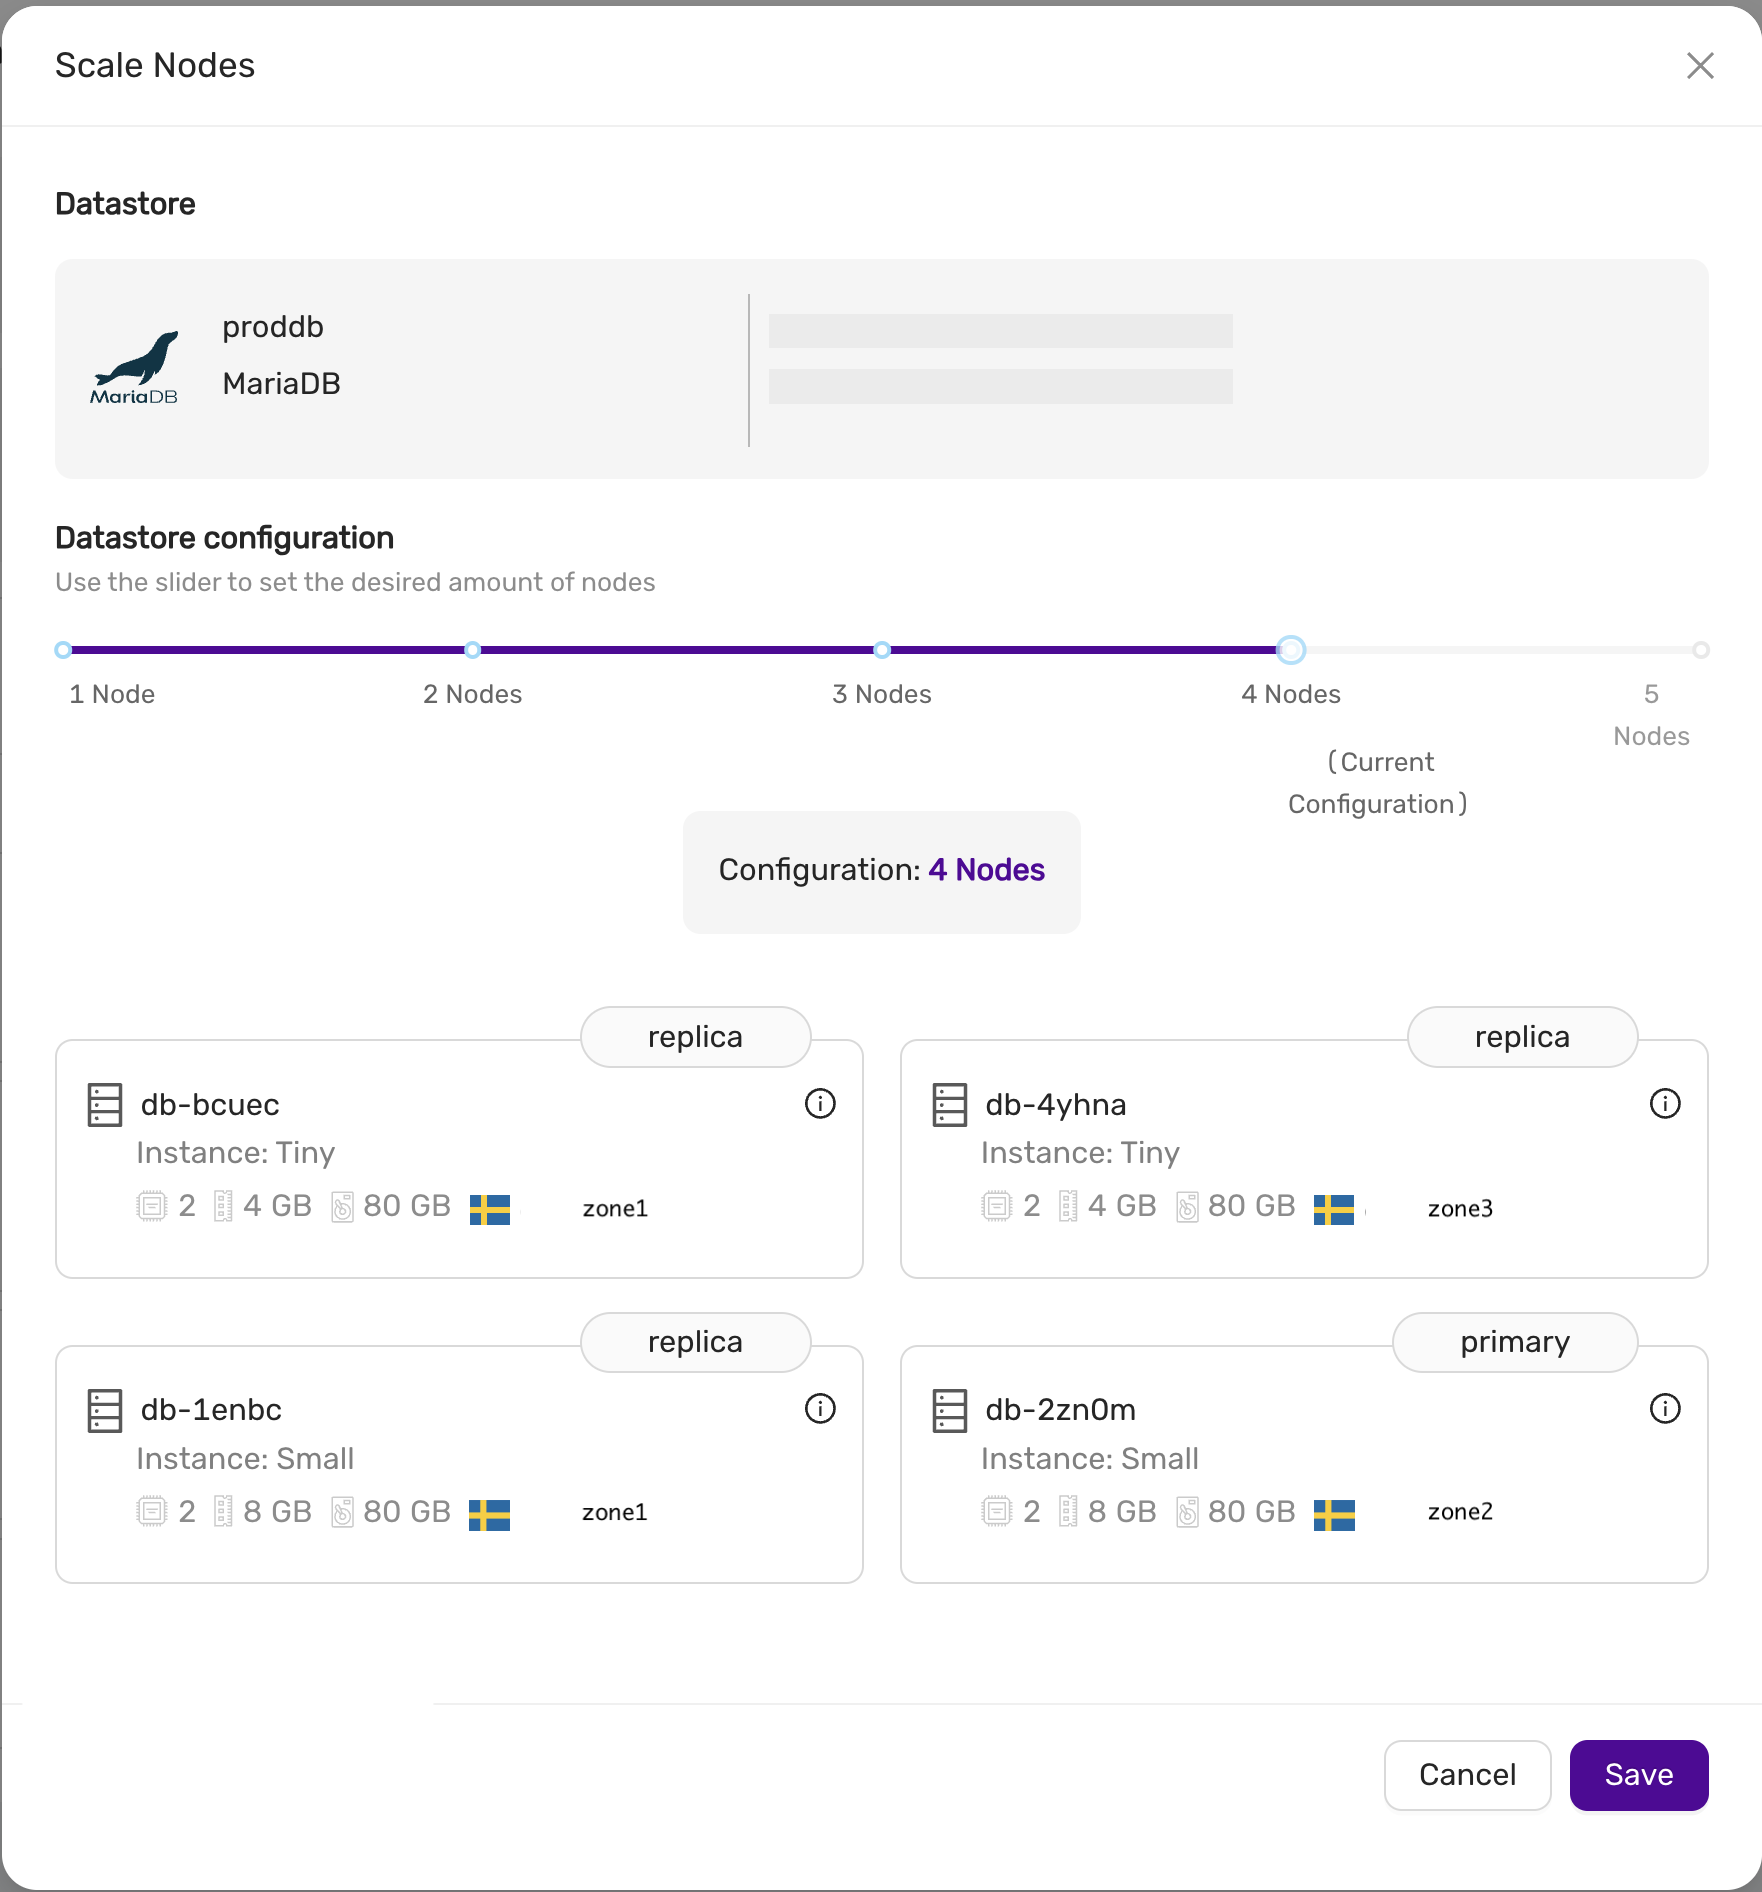 Scale Nodes
Datastore
MariaDB
proddb
MariaDB
Datastore configuration
Use the slider to set the desired amount of nodes
1 Node
2 Nodes
3 Nodes
4 Nodes
(Current
Configuration)
5
Nodes
Configuration: 4 Nodes
replica
db-bcuec
Instance: Tiny
2 4 GB 80 GB zone1
replica
db-4yhna
Instance: Tiny
2 4 GB 80 GB zone3
replica
db-1enbc
Instance: Small
2 8 GB 80 GB zone1
primary
db-2zn0m
Instance: Small
2 8 GB 80 GB zone2
Cancel
Save